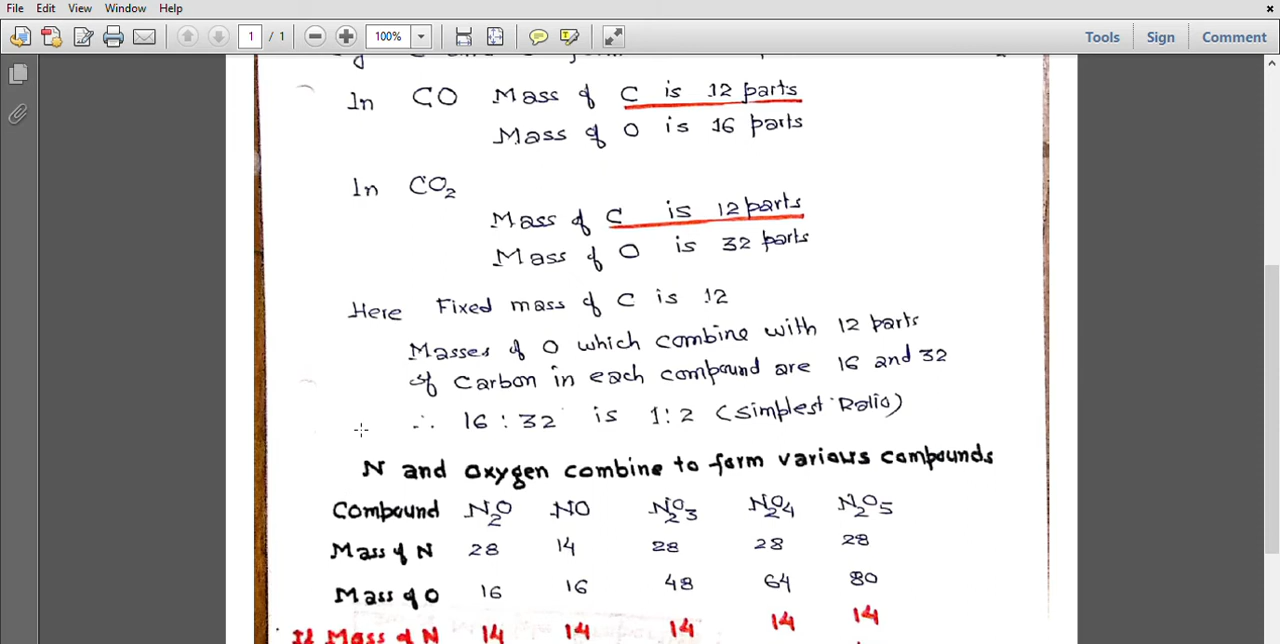 File Edit View Window Help
1 / 1 100% Tools Sign Comment
In CO Mass of C is 12 parts
Mass of O is 16 parts
In CO₂
Mass of C is 12 parts
Mass of O is 32 parts
Here Fixed mass of C is 12
Masses of O which combine with 12 parts
of Carbon in each compound are 16 and 32
∴ 16 : 32 is 1:2 (Simplest Ratio)
N and oxygen combine to form various compounds
Compound N₂O NO N₂O₃ N₂O₄ N₂O₅
Mass of N 28 14 28 28 28
Mass of O 16 16 48 64 80
If Mass of N 14 14 14 14 14